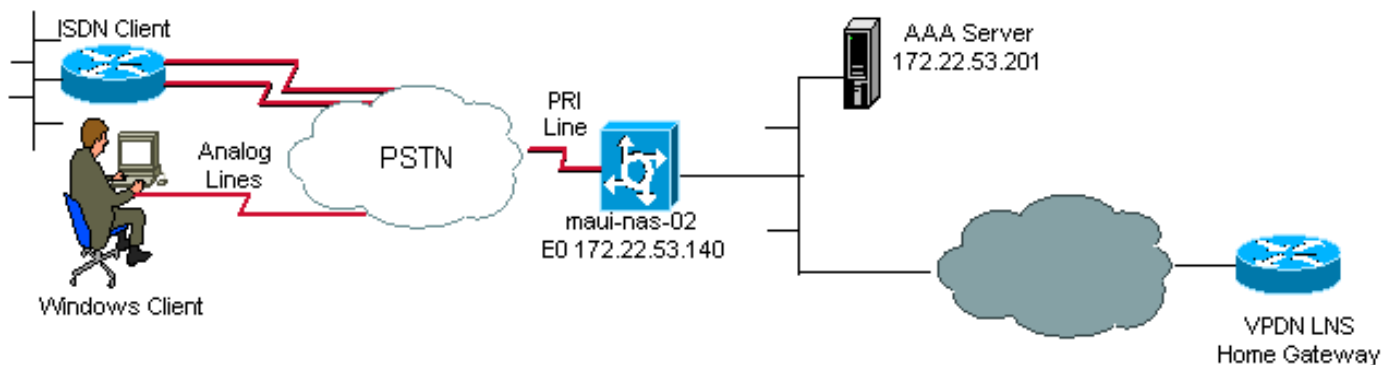 ISDN Client
AAA Server
172.22.53.201
PRI
Line
Analog
Lines
PSTN
maui-nas-02
E0 172.22.53.140
Windows Client
VPDN LNS
Home Gateway